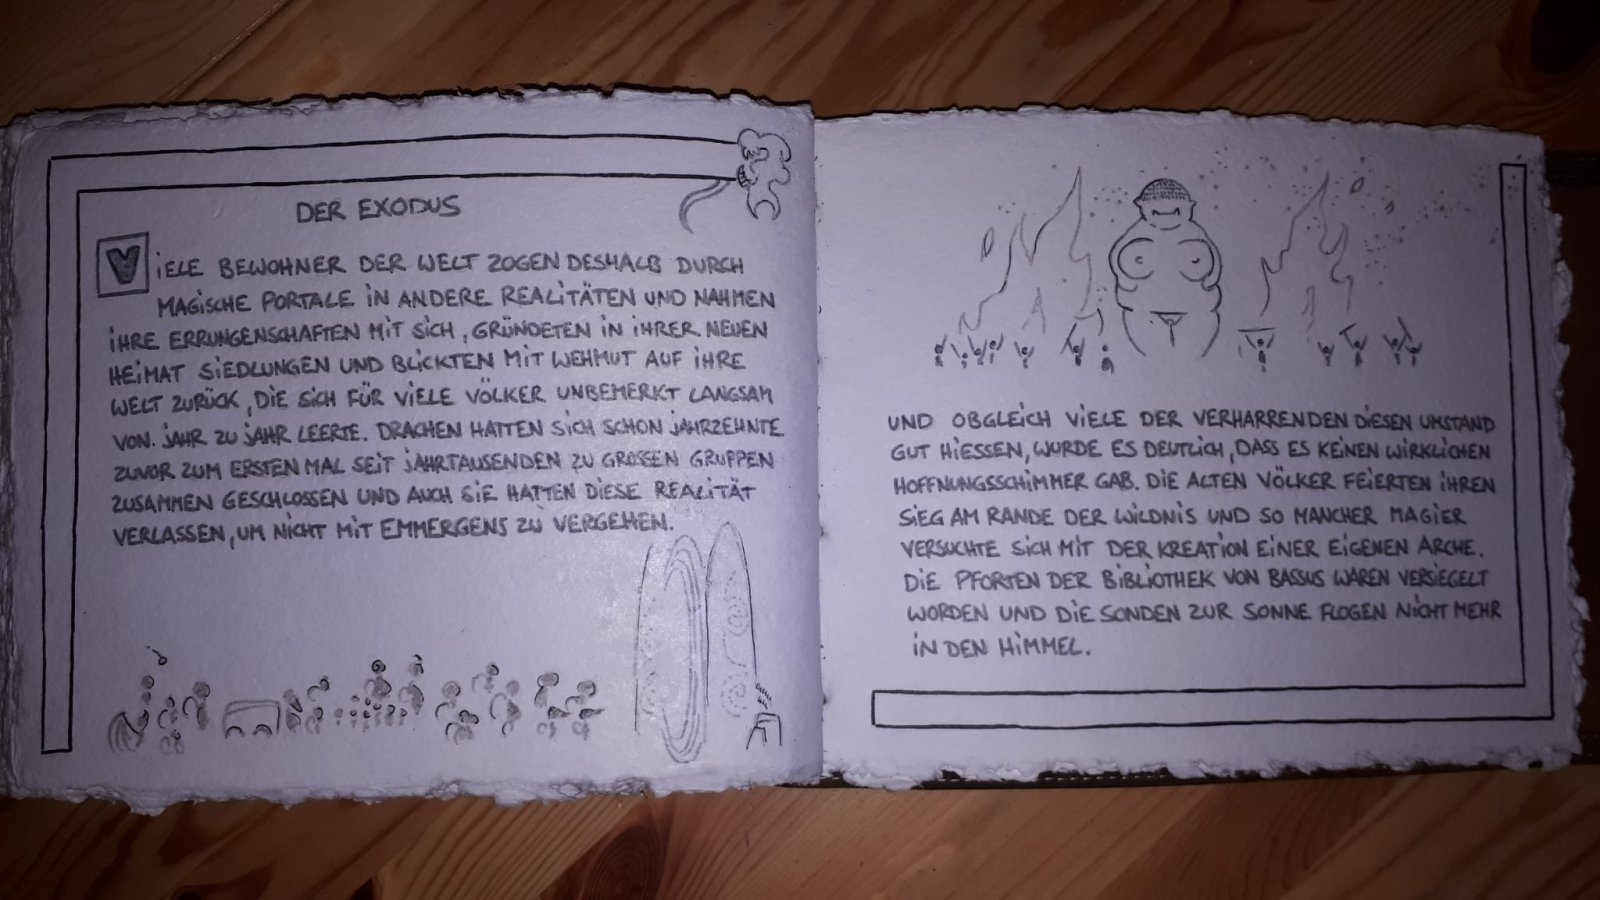 DER EXODUS
VIELE BEWOHNER DER WELT ZOGEN DESHALB DURCH
MAGISCHE PORTALE IN ANDERE REALITÄTEN UND NAHMEN
IHRE ERRUNGENSCHAFTEN MIT SICH, GRÜNDETEN IN IHRER NEUEN
HEIMAT SIEDLUNGEN UND BLICKTEN MIT WEHMUT AUF IHRE
WELT ZURÜCK, DIE SICH FÜR VIELE VÖLKER UNBEMERKT LANGSAM
VON. JAHR ZU JAHR LEERTE. DRACHEN HATTEN SICH SCHON JAHRZEHNTE
ZUVOR ZUM ERSTEN MAL SEIT JAHRTAUSENDEN ZU GROSSEN GRUPPEN
ZUSAMMEN GESCHLOSSEN UND AUCH SIE HATTEN DIESE REALITÄT
VERLASSEN, UM NICHT MIT EMMERGENS ZU VERGEHEN.
UND OBGLEICH VIELE DER VERHARRENDEN DIESEN UMSTAND
GUT HIESSEN, WURDE ES DEUTLICH, DASS ES KEINEN WIRKLICHEN
HOFFNUNGSSCHIMMER GAB. DIE ALTEN VÖLKER FEIERTEN IHREN
SIEG AM RANDE DER WILDNIS UND SO MANCHER MAGIER
VERSUCHTE SICH MIT DER KREATION EINER EIGENEN ARCHE.
DIE PFORTEN DER BIBLIOTHEK VON BASSUS WAREN VERSIEGELT
WORDEN UND DIE SONDEN ZUR SONNE FLOGEN NICHT MEHR
IN DEN HIMMEL.